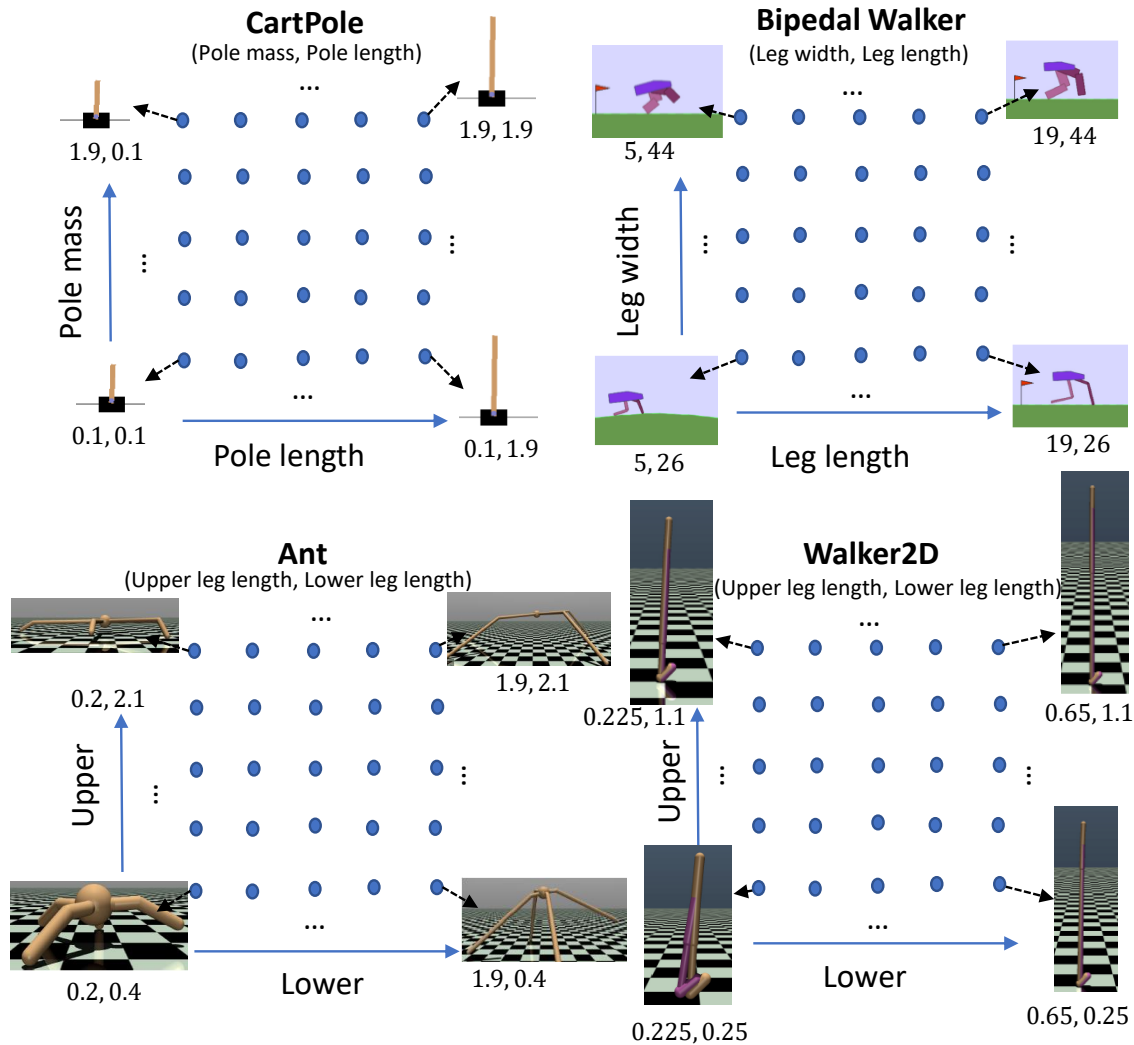 CartPole
(Pole mass, Pole length)
...
1.9, 0.1
1.9, 1.9
Pole mass
...
...
0.1, 0.1
...
0.1, 1.9
Pole length
Bipedal Walker
(Leg width, Leg length)
...
5, 44
19, 44
Leg width
...
...
5, 26
...
19, 26
Leg length
Ant
(Upper leg length, Lower leg length)
...
0.2, 2.1
1.9, 2.1
Upper
...
...
0.2, 0.4
...
1.9, 0.4
Lower
Walker2D
(Upper leg length, Lower leg length)
...
0.225, 1.1
0.65, 1.1
Upper
...
...
0.225, 0.25
...
0.65, 0.25
Lower